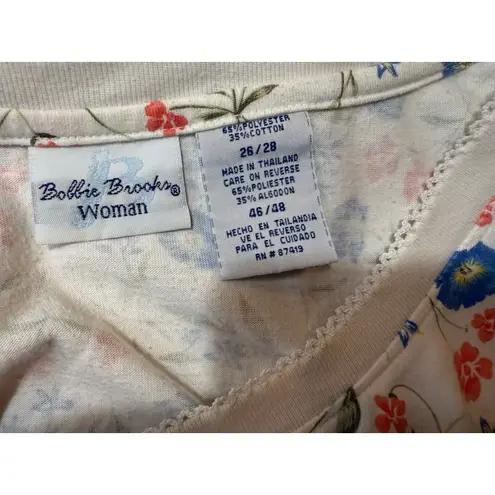 Bobbie Brooks®
Woman
65% POLYESTER
35% COTTON
26/28
MADE IN THAILAND
CARE ON REVERSE
65% POLIESTER
35% ALGODON
46/48
HECHO EN TAILANDIA
VE EL REVERSO
PARA EL CUIDADO
RN # 87419